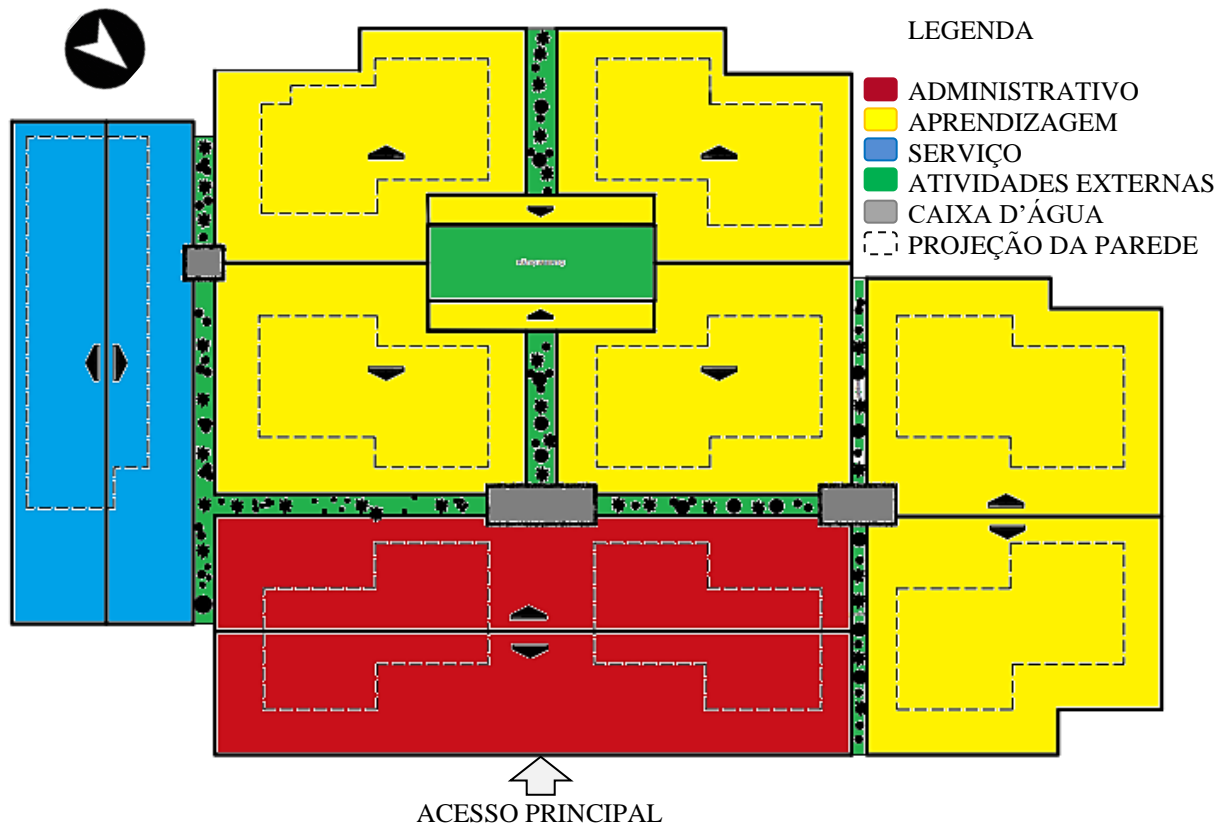 LEGENDA
ADMINISTRATIVO
APRENDIZAGEM
SERVIÇO
ATIVIDADES EXTERNAS
CAIXA D’ÁGUA
PROJEÇÃO DA PAREDE
ACESSO PRINCIPAL